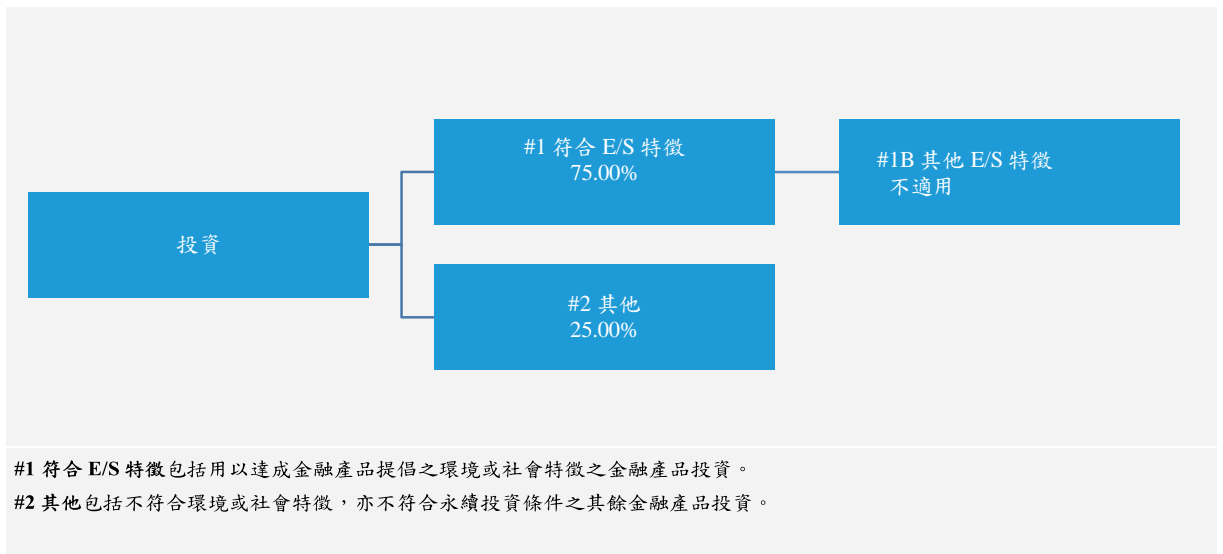 #1 符合 E/S 特徵
75.00%
#1B 其他 E/S 特徵
不適用
投資
#2 其他
25.00%
#1 符合 E/S 特徵包括用以達成金融產品提倡之環境或社會特徵之金融產品投資。
#2 其他包括不符合環境或社會特徵，亦不符合永續投資條件之其餘金融產品投資。